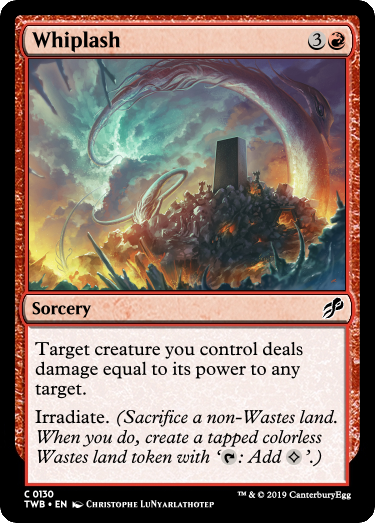 Whiplash 3
Sorcery
Target creature you control deals
damage equal to its power to any
target.
Irradiate. (Sacrifice a non-Wastes land.
When you do, create a tapped colorless
Wastes land token with ‘: Add ’.)
C 0130
TWB • EN Christophe LuNyarlathotep
™ & © 2019 CanterburyEgg